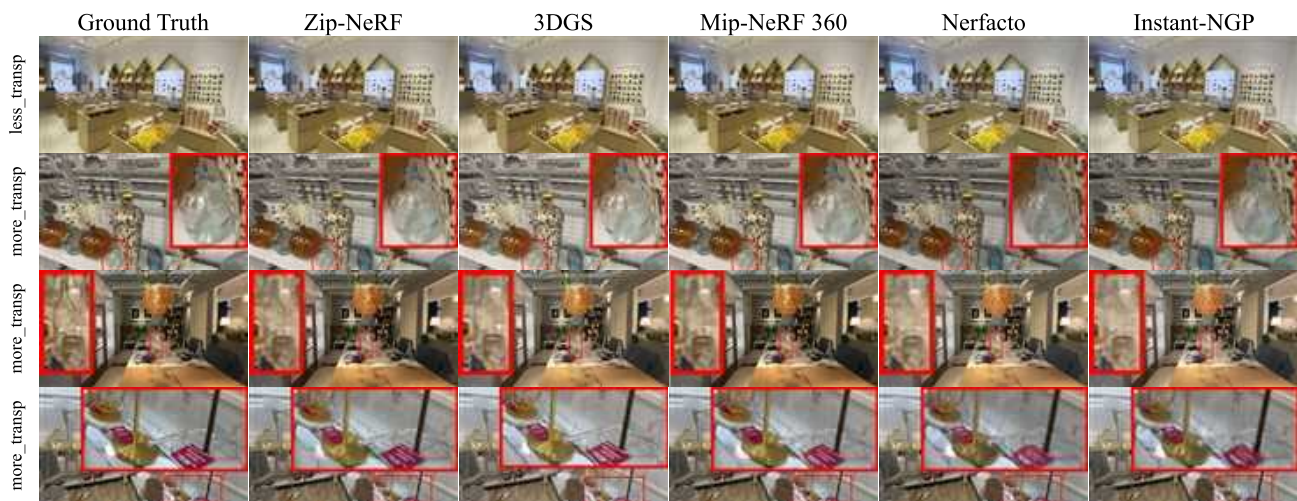 Ground Truth Zip-NeRF 3DGS Mip-NeRF 360 Nerfacto Instant-NGP
less_transp
more_transp
more_transp
more_transp